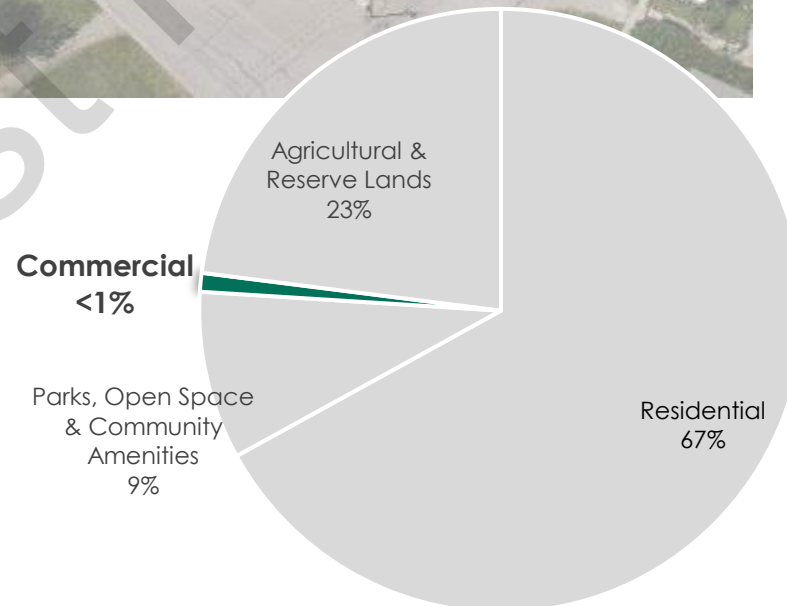 Agricultural &
Reserve Lands
23%
Commercial
<1%
Parks, Open Space
& Community
Amenities
9%
Residential
67%